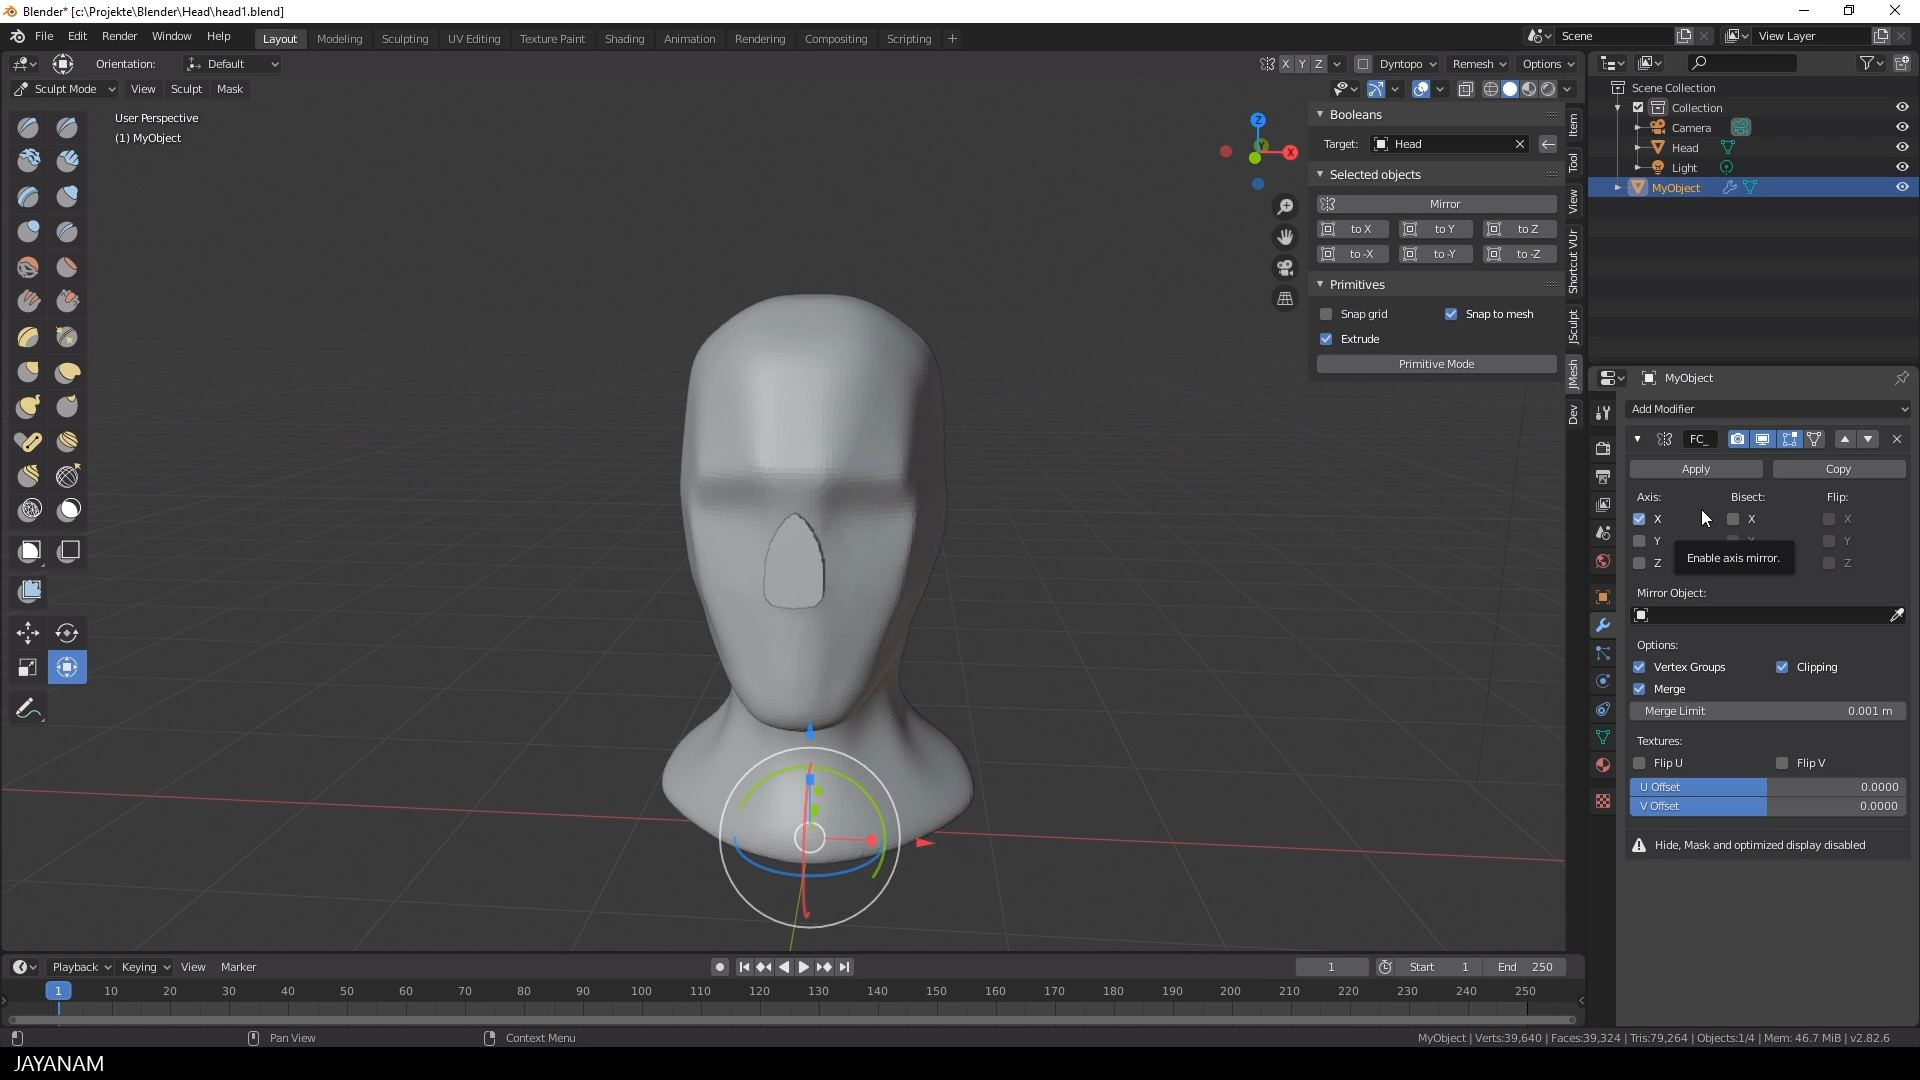 Blender* [c:\Projekte\Blender\Head\head1.blend]
File Edit Render Window Help Layout Modeling Sculpting UV Editing Texture Paint Shading Animation Rendering Compositing Scripting + Scene View Layer
Orientation: Default X Y Z Dyntopo Remesh Options
Sculpt Mode View Sculpt Mask
User Perspective
(1) MyObject
Z
Y
X
Booleans
Target: Head
Selected objects
Mirror
to X to Y to Z
to -X to -Y to -Z
Primitives
Snap grid Snap to mesh
Extrude
Primitive Mode
Item
Tool
View
Shortcut VUr
JSculpt
JMesh
Dev
Scene Collection
Collection
Camera
Head
Light
MyObject
MyObject
Add Modifier
FC_
Apply Copy
Axis: Bisect: Flip:
X X X
Y Y Y
Z Z
Enable axis mirror.
Mirror Object:
Options:
Vertex Groups Clipping
Merge
Merge Limit 0.001 m
Textures:
Flip U Flip V
U Offset 0.0000
V Offset 0.0000
Hide, Mask and optimized display disabled
Playback Keying View Marker 1 Start 1 End 250
1 10 20 30 40 50 60 70 80 90 100 110 120 130 140 150 160 170 180 190 200 210 220 230 240 250
Pan View Context Menu MyObject | Verts:39,640 | Faces:39,324 | Tris:79,264 | Objects:1/4 | Mem: 46.7 MiB | v2.82.6
JAYANAM